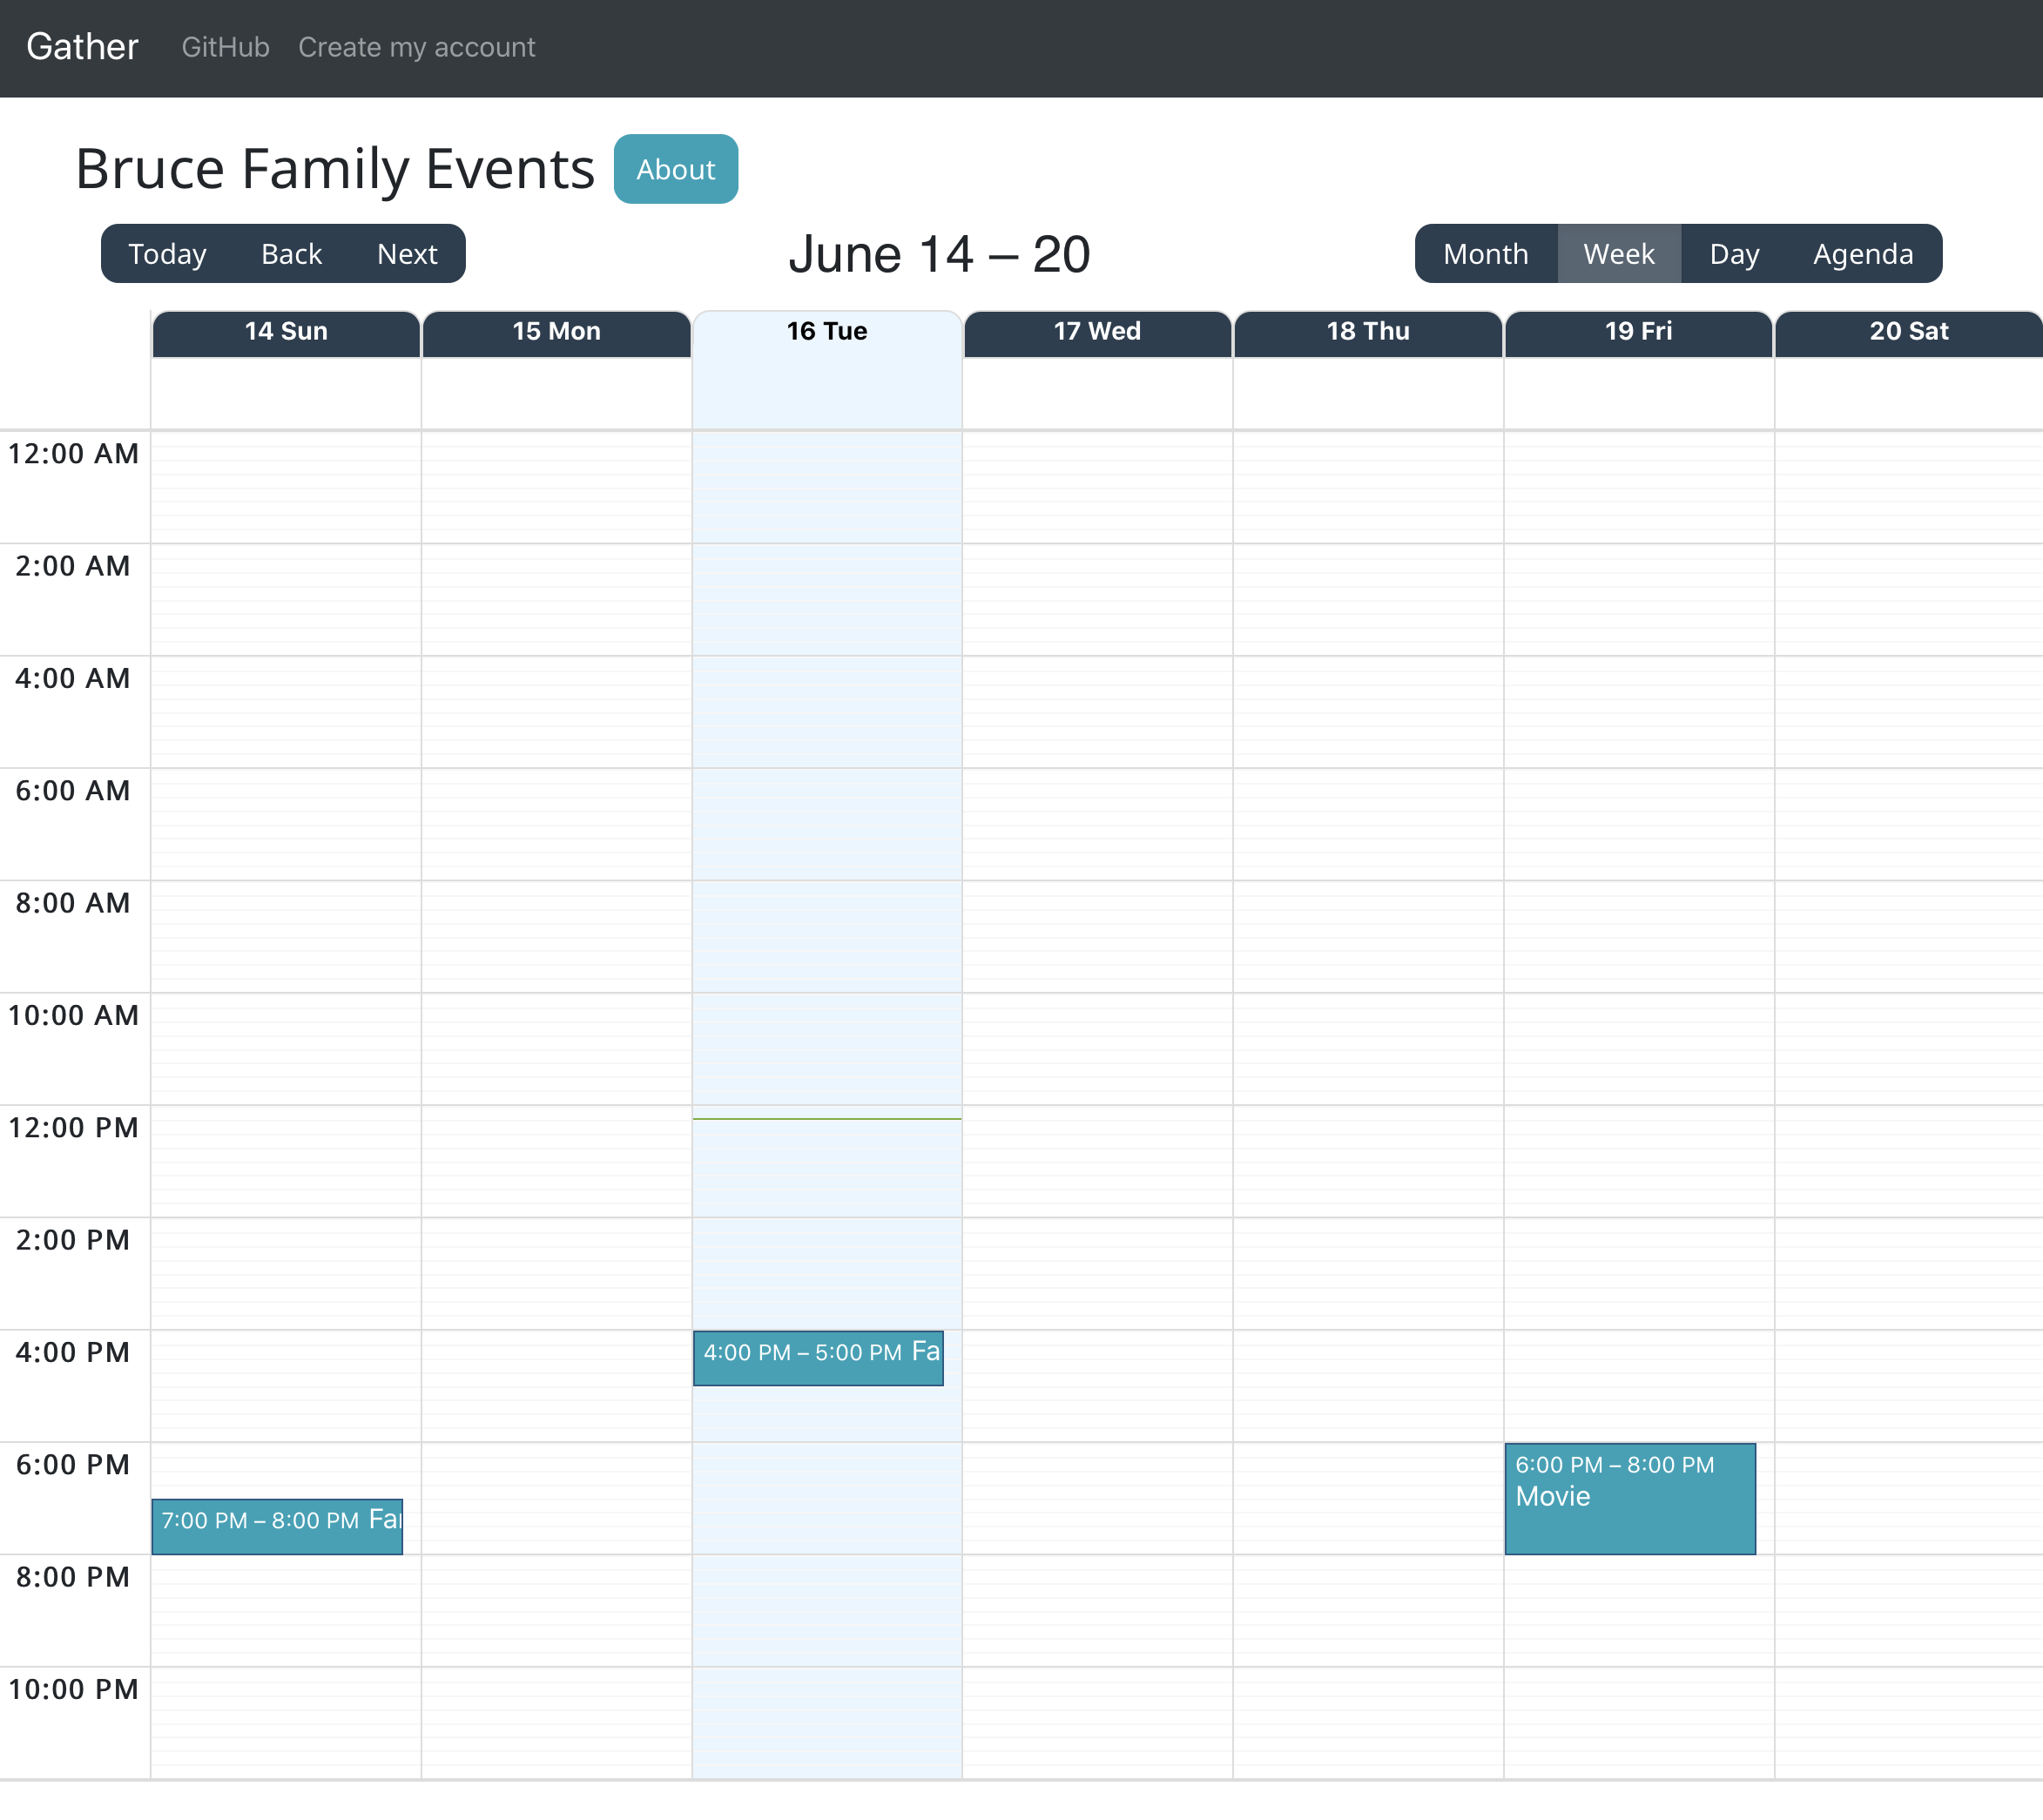 Gather GitHub Create my account
Bruce Family Events About
Today Back Next June 14 – 20 Month Week Day Agenda
14 Sun 15 Mon 16 Tue 17 Wed 18 Thu 19 Fri 20 Sat
12:00 AM
2:00 AM
4:00 AM
6:00 AM
8:00 AM
10:00 AM
12:00 PM
2:00 PM
4:00 PM 4:00 PM – 5:00 PM Fa
6:00 PM 6:00 PM – 8:00 PM
Movie
7:00 PM – 8:00 PM Fa
8:00 PM
10:00 PM